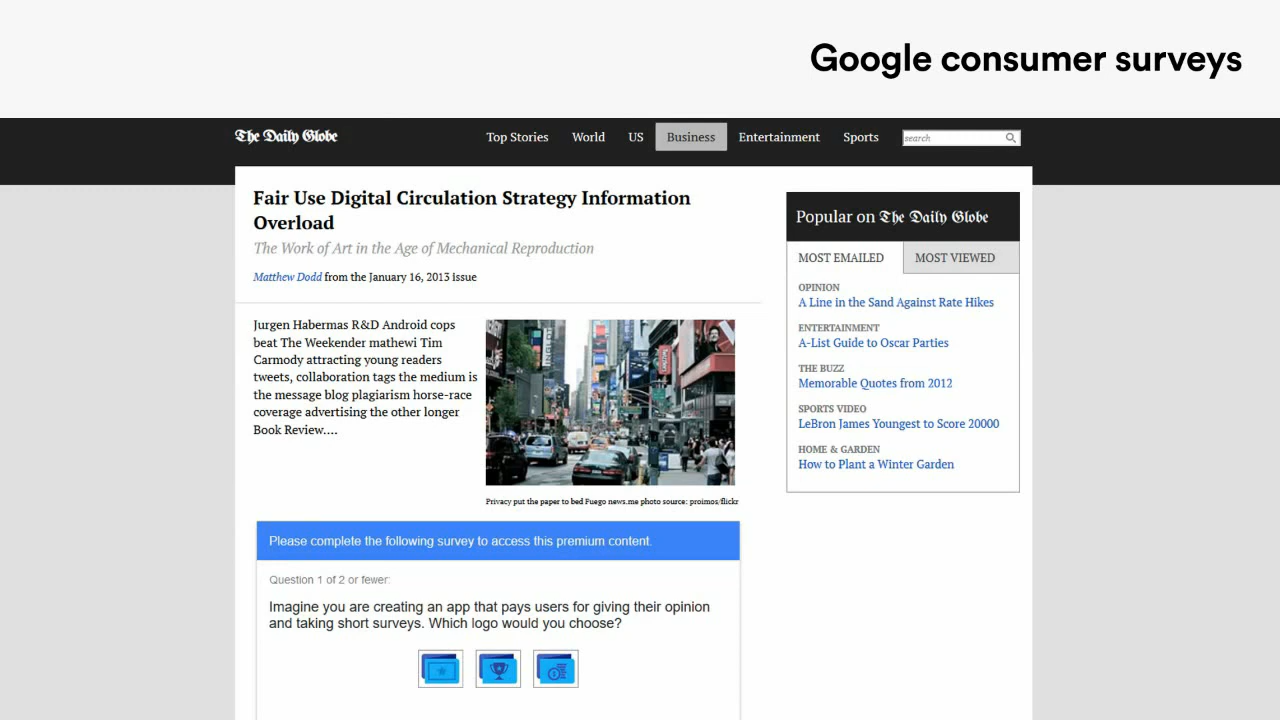 Google consumer surveys
The Daily Globe
Top Stories World US Business Entertainment Sports search
Fair Use Digital Circulation Strategy Information
Overload
The Work of Art in the Age of Mechanical Reproduction
Matthew Dodd from the January 16, 2013 Issue
Jurgen Habermas R&D Android cops
beat The Weekender mathewi Tim
Carmody attracting young readers
tweets, collaboration tags the medium is
the message blog plagiarism horse-race
coverage advertising the other longer
Book Review....
Privacy put the paper to bed Fuego news.me photo source: proimos/flickr
Please complete the following survey to access this premium content.
Question 1 of 2 or fewer:
Imagine you are creating an app that pays users for giving their opinion
and taking short surveys. Which logo would you choose?
Popular on The Daily Globe
MOST EMAILED MOST VIEWED
OPINION
A Line in the Sand Against Rate Hikes
ENTERTAINMENT
A-List Guide to Oscar Parties
THE BUZZ
Memorable Quotes from 2012
SPORTS VIDEO
LeBron James Youngest to Score 20000
HOME & GARDEN
How to Plant a Winter Garden